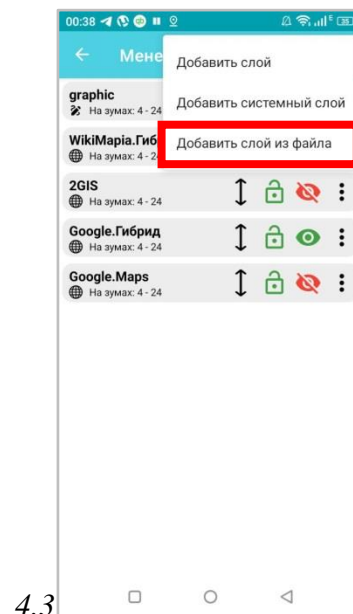 00:38
← Мене
Добавить слой
Добавить системный слой
Добавить слой из файла
graphic
На зумах: 4 - 24
WikiMapia.Гиб
На зумах: 4 - 2
2GIS
На зумах: 4 - 24
Google.Гибрид
На зумах: 4 - 24
Google.Maps
На зумах: 4 - 24
4.3